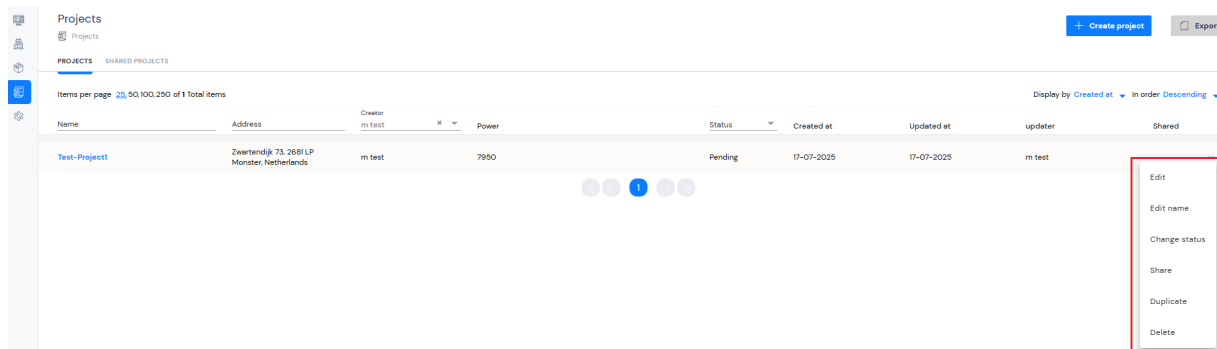 Projects
Projects
+ Create project
Expor
PROJECTS SHARED PROJECTS
Items per page 25, 50, 100, 250 of 1 Total items
Display by Created at In order Descending
Name Address Creator m test × Power Status Created at Updated at updater Shared
Test-Project1 Zwartendijk 73, 2681 LP Monster, Netherlands m test 7950 Pending 17-07-2025 17-07-2025 m test
1
Edit
Edit name
Change status
Share
Duplicate
Delete